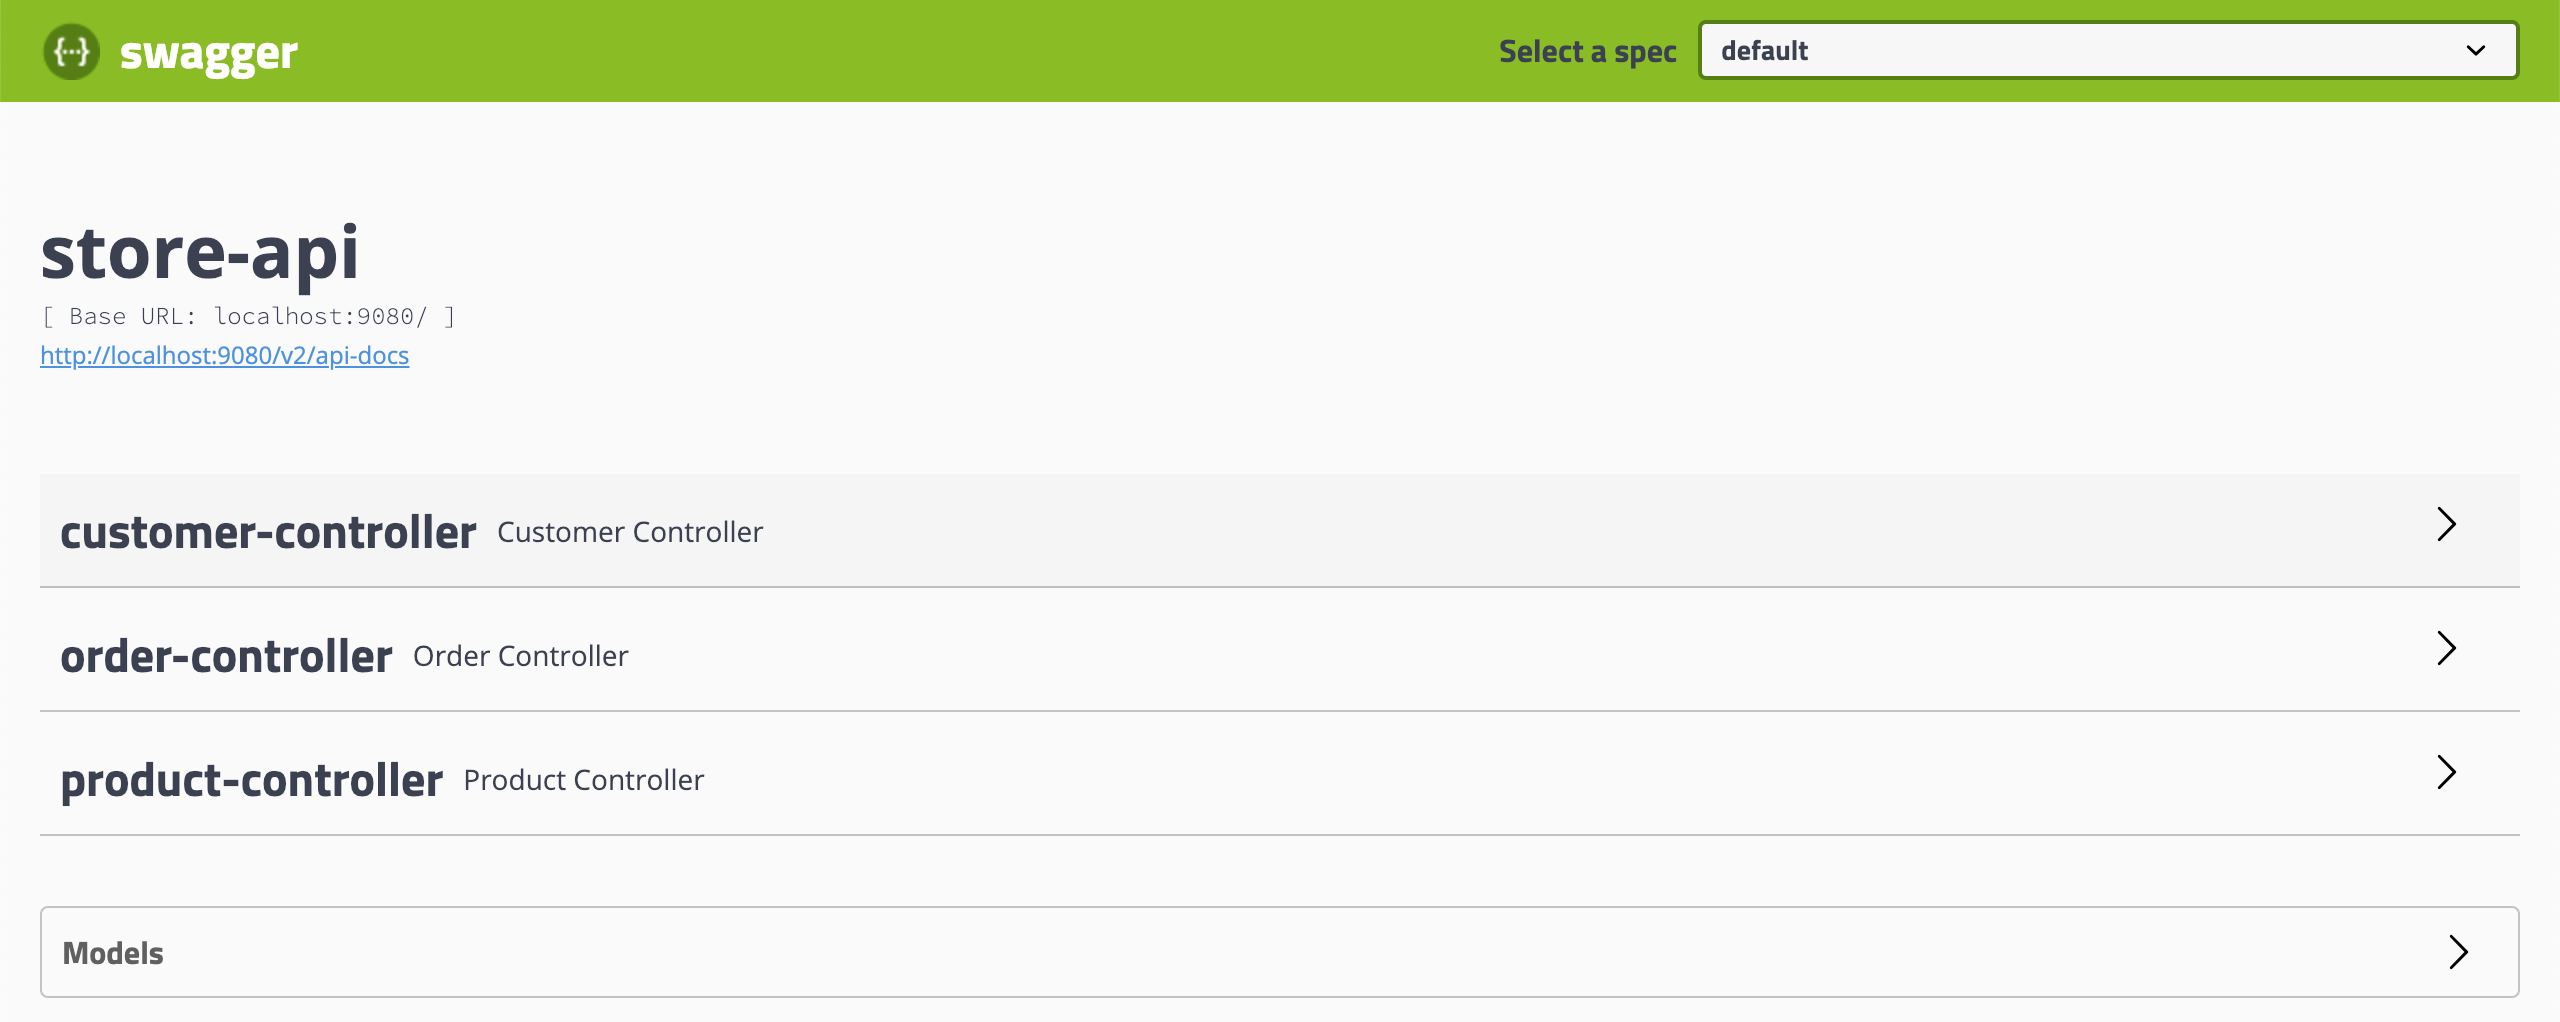 {···} swagger Select a spec default
store-api
[ Base URL: localhost:9080/ ]
http://localhost:9080/v2/api-docs
customer-controller Customer Controller
order-controller Order Controller
product-controller Product Controller
Models